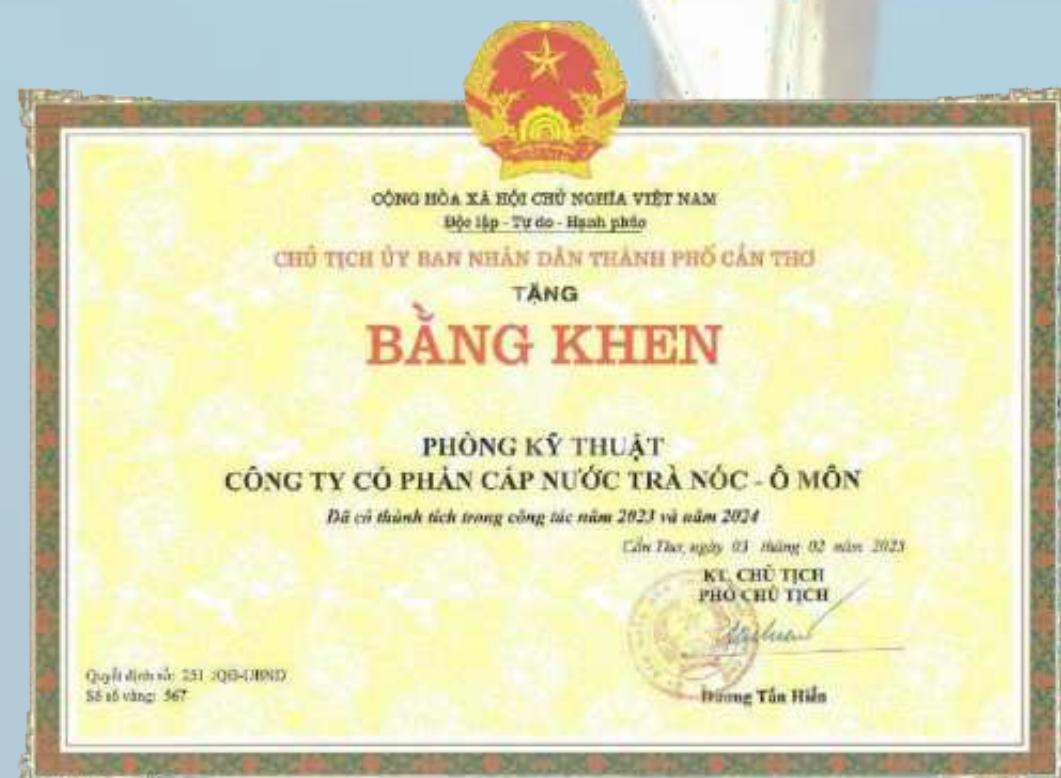 CỘNG HÒA XÃ HỘI CHỦ NGHĨA VIỆT NAM
Độc lập - Tự do - Hạnh phúc
CHỦ TỊCH ỦY BAN NHÂN DÂN THÀNH PHỐ CẦN THƠ
TẶNG
BẰNG KHEN
PHÒNG KỸ THUẬT
CÔNG TY CỔ PHẦN CẤP NƯỚC TRÀ NÓC - Ô MÔN
Đã có thành tích trong công tác năm 2023 và năm 2024
Cần Thơ, ngày 03 tháng 02 năm 2025
KT. CHỦ TỊCH
PHÓ CHỦ TỊCH
Dương Tấn Hiển
Quyết định số: 251 /QĐ-UBND
Số sổ vàng: 567